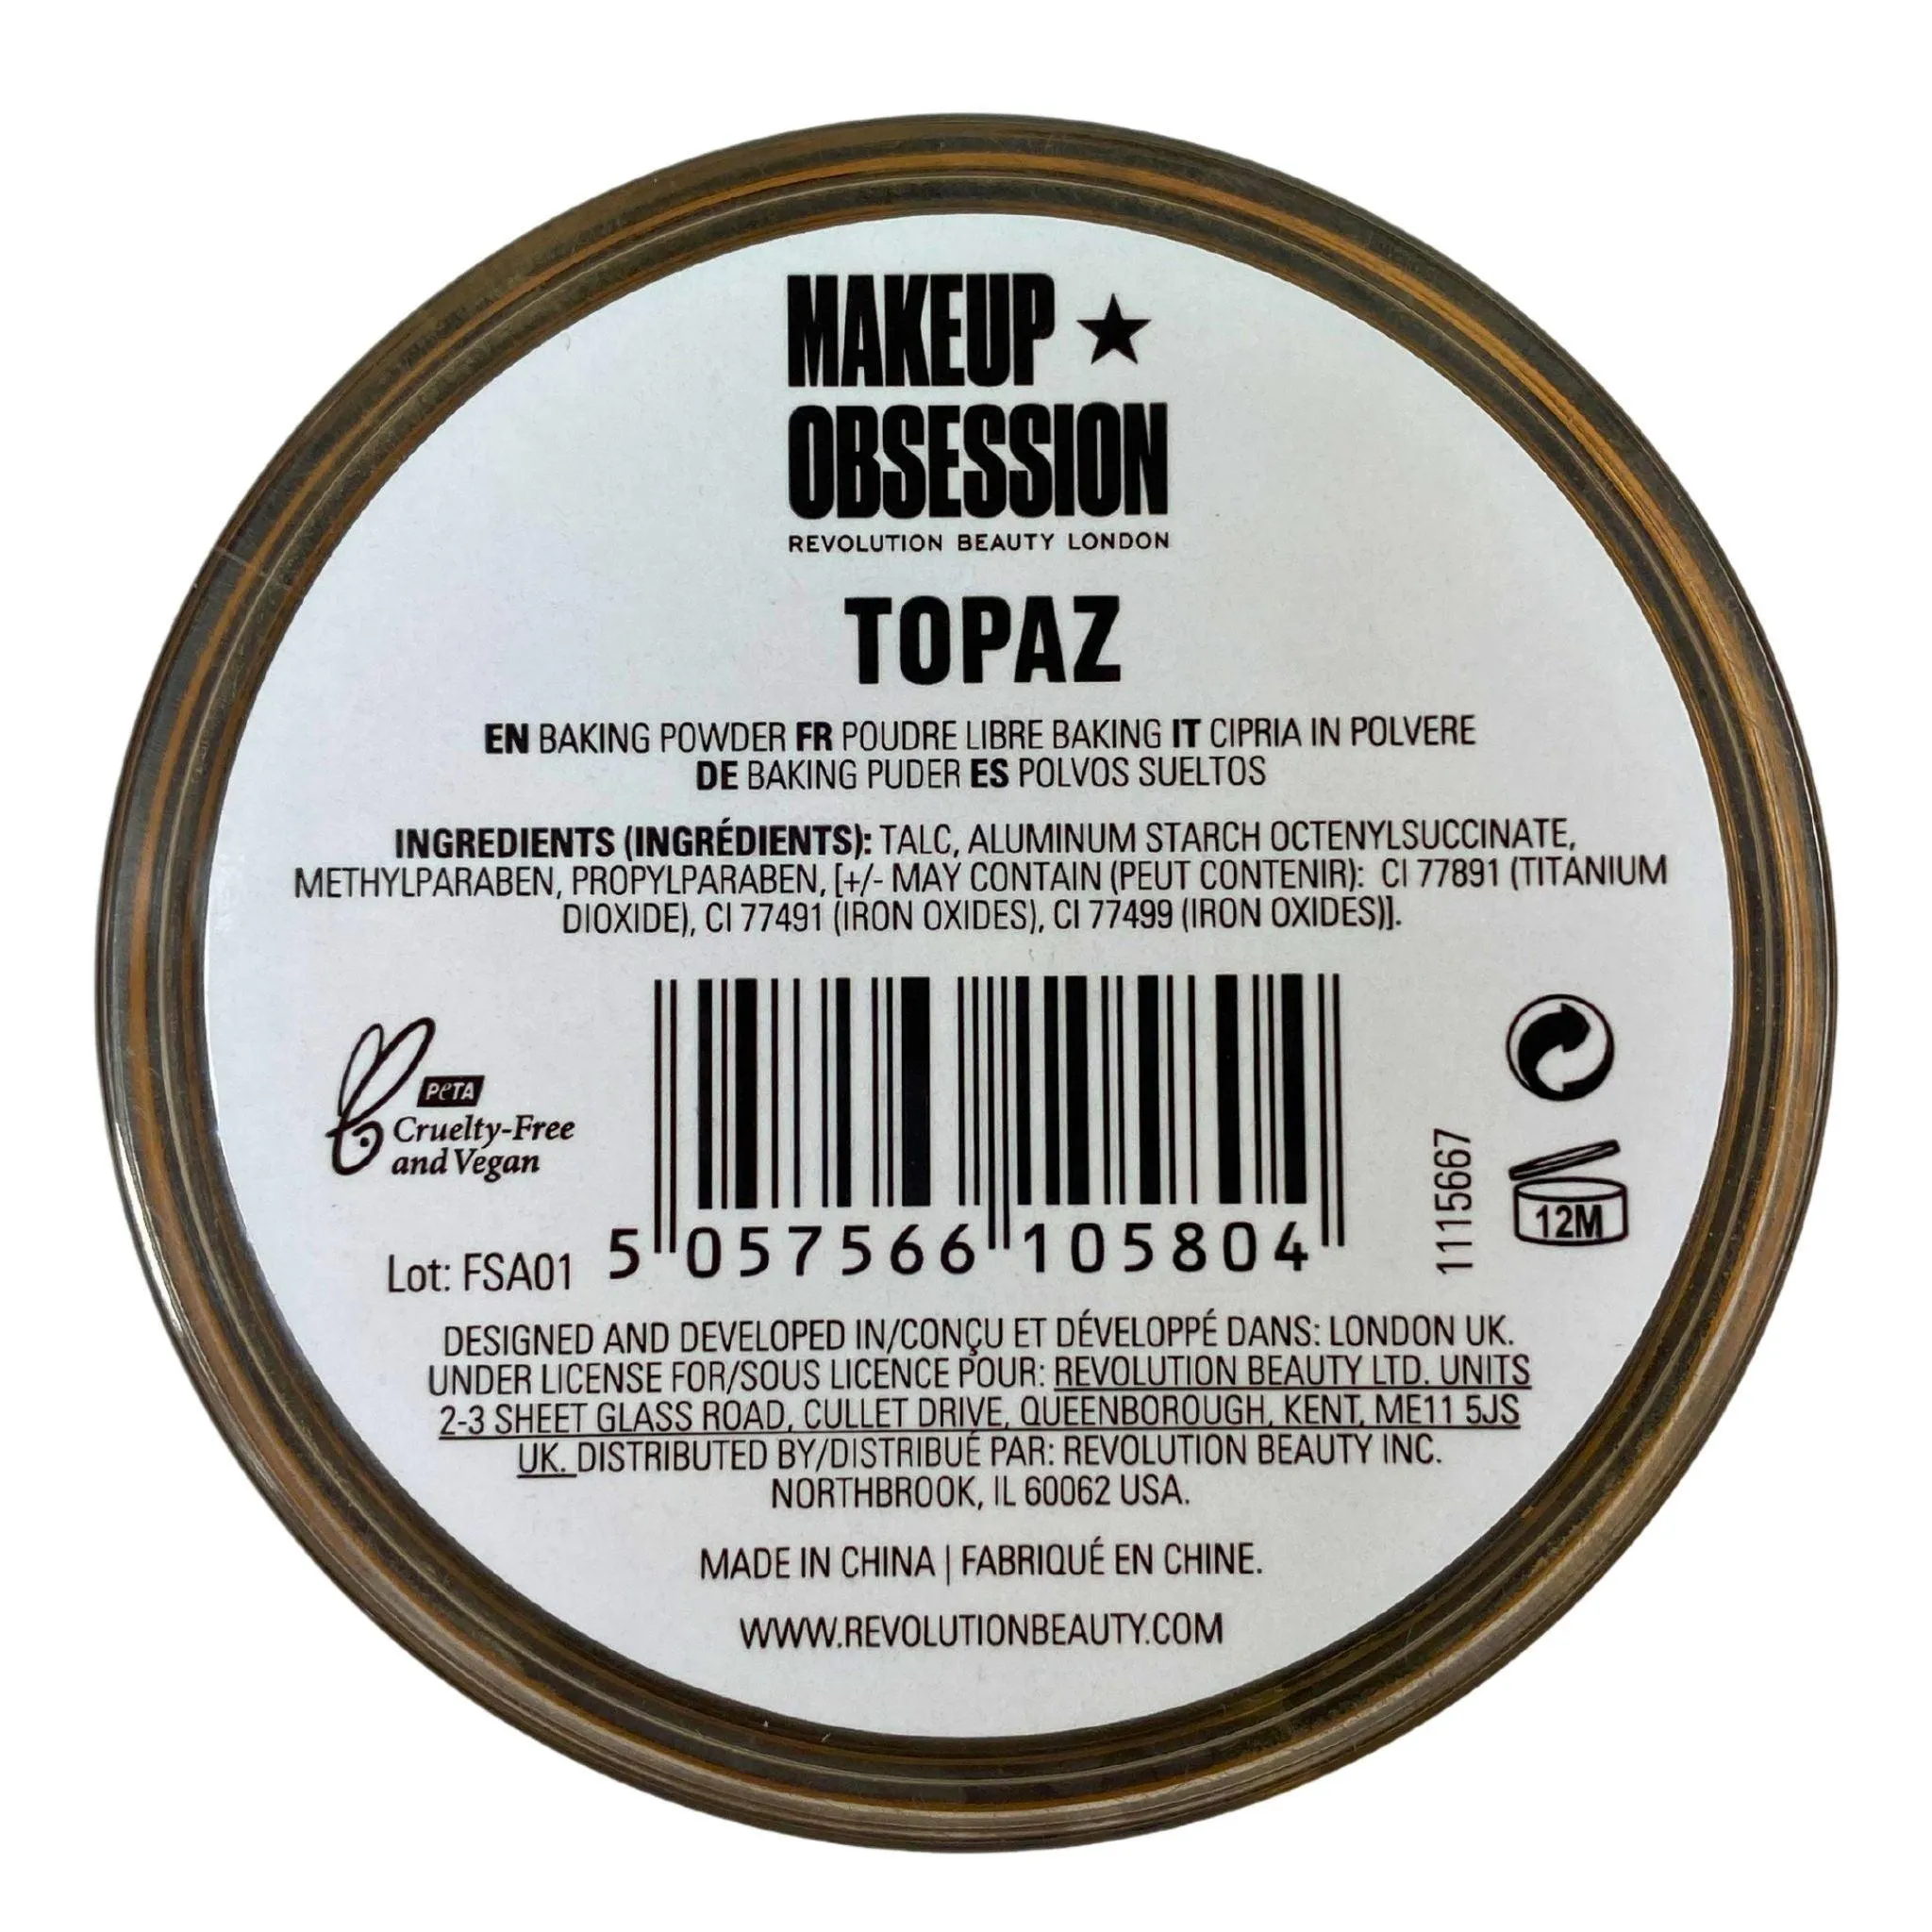 MAKEUP ★
OBSESSION
REVOLUTION BEAUTY LONDON
TOPAZ
EN BAKING POWDER FR POUDRE LIBRE BAKING IT CIPRIA IN POLVERE
DE BAKING PUDER ES POLVOS SUELTOS
INGREDIENTS (INGRÉDIENTS): TALC, ALUMINUM STARCH OCTENYLSUCCINATE,
METHYLPARABEN, PROPYLPARABEN, [+/- MAY CONTAIN (PEUT CONTENIR): CI 77891 (TITANIUM
DIOXIDE), CI 77491 (IRON OXIDES), CI 77499 (IRON OXIDES)].
PETA
Cruelty-Free
and Vegan
Lot: FSA01
5 057566 105804
1115667
12M
DESIGNED AND DEVELOPED IN/CONÇU ET DÉVELOPPÉ DANS: LONDON UK.
UNDER LICENSE FOR/SOUS LICENCE POUR: REVOLUTION BEAUTY LTD. UNITS
2-3 SHEET GLASS ROAD, CULLET DRIVE, QUEENBOROUGH, KENT, ME11 5JS
UK. DISTRIBUTED BY/DISTRIBUÉ PAR: REVOLUTION BEAUTY INC.
NORTHBROOK, IL 60062 USA.
MADE IN CHINA | FABRIQUÉ EN CHINE.
WWW.REVOLUTIONBEAUTY.COM